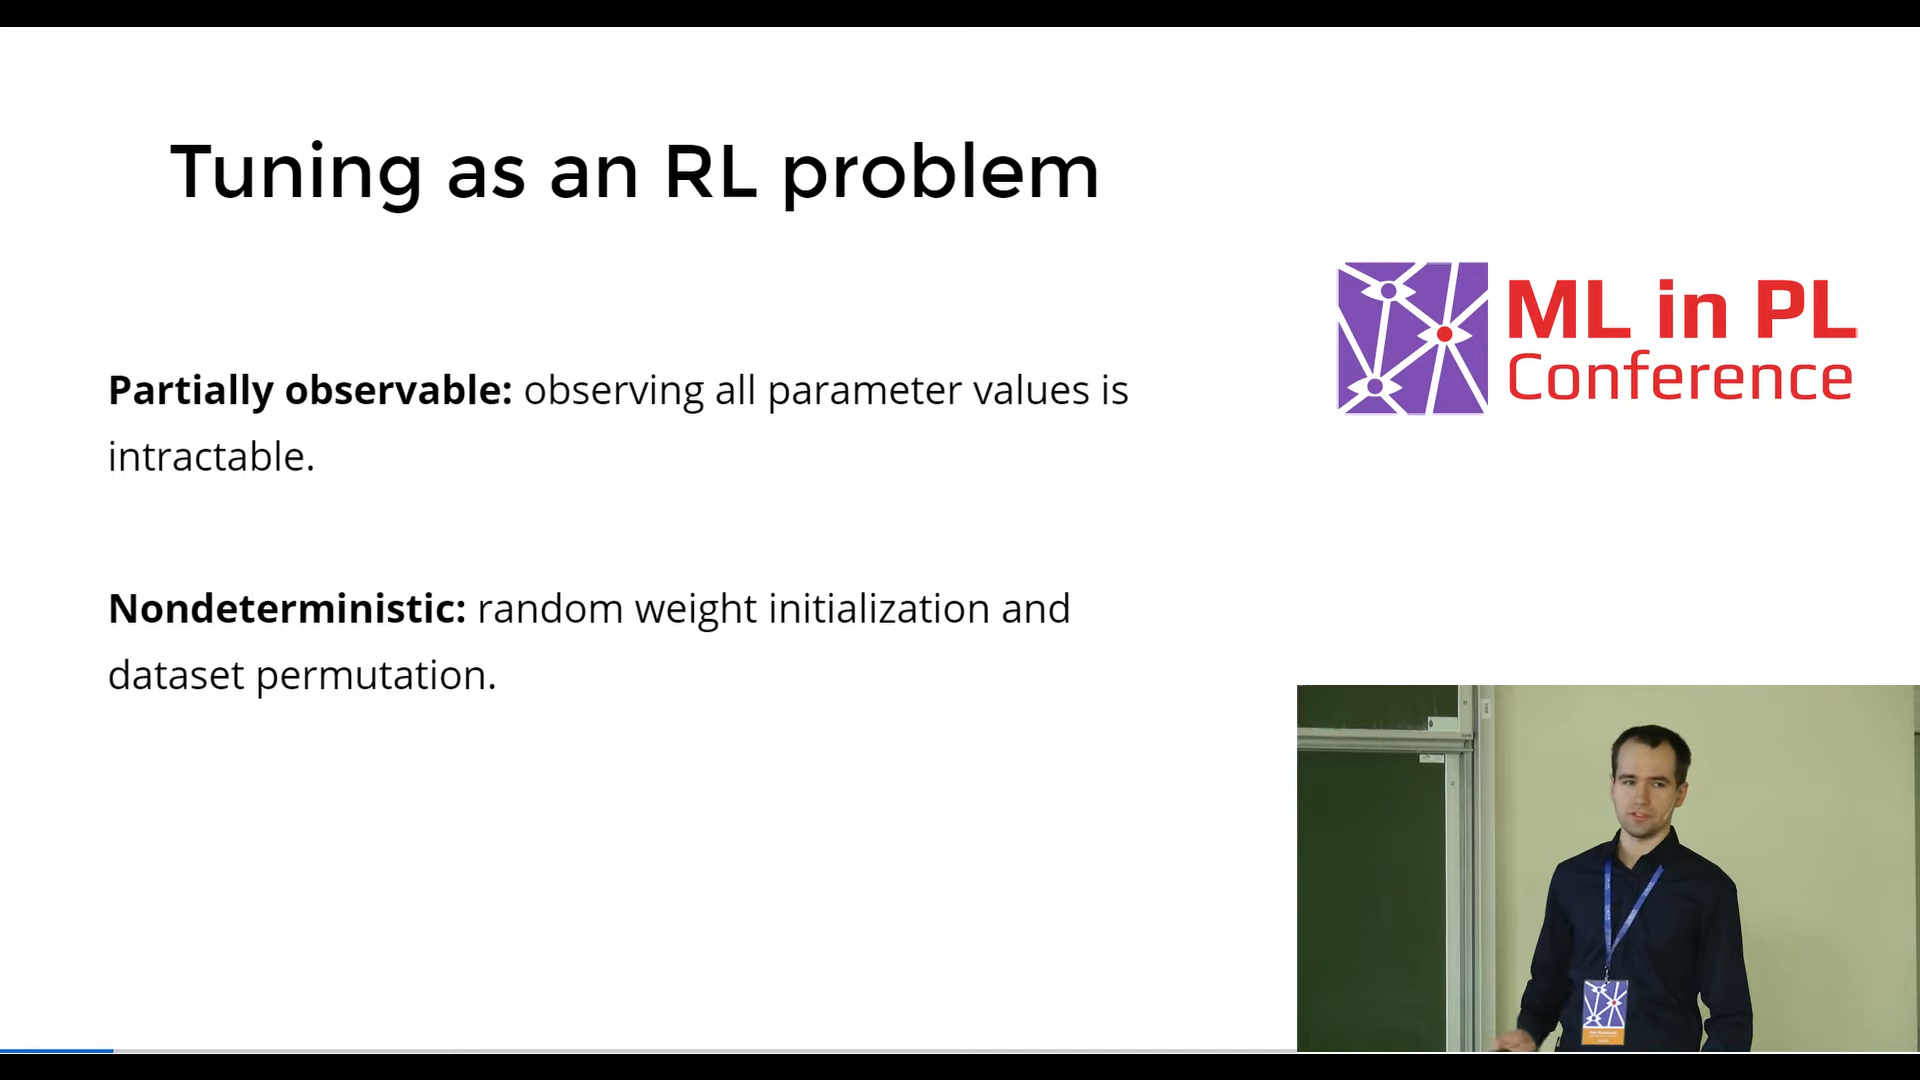 Tuning as an RL problem
Partially observable: observing all parameter values is
intractable.
Nondeterministic: random weight initialization and
dataset permutation.
ML in PL
Conference